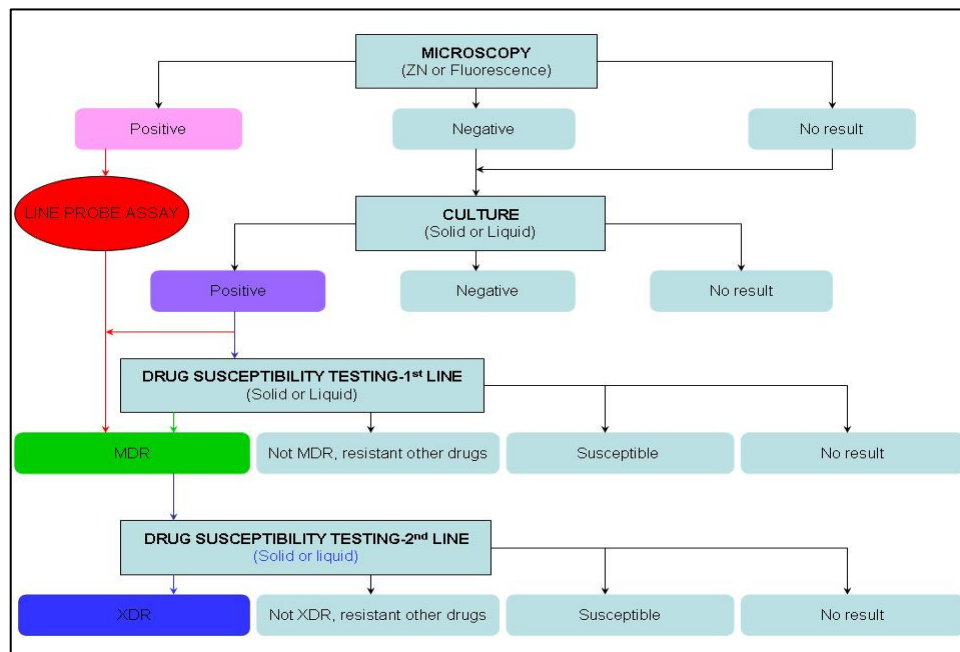 MICROSCOPY
(ZN or Fluorescence)
Positive
Negative
No result
LINE PROBE ASSAY
CULTURE
(Solid or Liquid)
Positive
Negative
No result
DRUG SUSCEPTIBILITY TESTING-1st LINE
(Solid or Liquid)
MDR
Not MDR, resistant other drugs
Susceptible
No result
DRUG SUSCEPTIBILITY TESTING-2nd LINE
(Solid or liquid)
XDR
Not XDR, resistant other drugs
Susceptible
No result